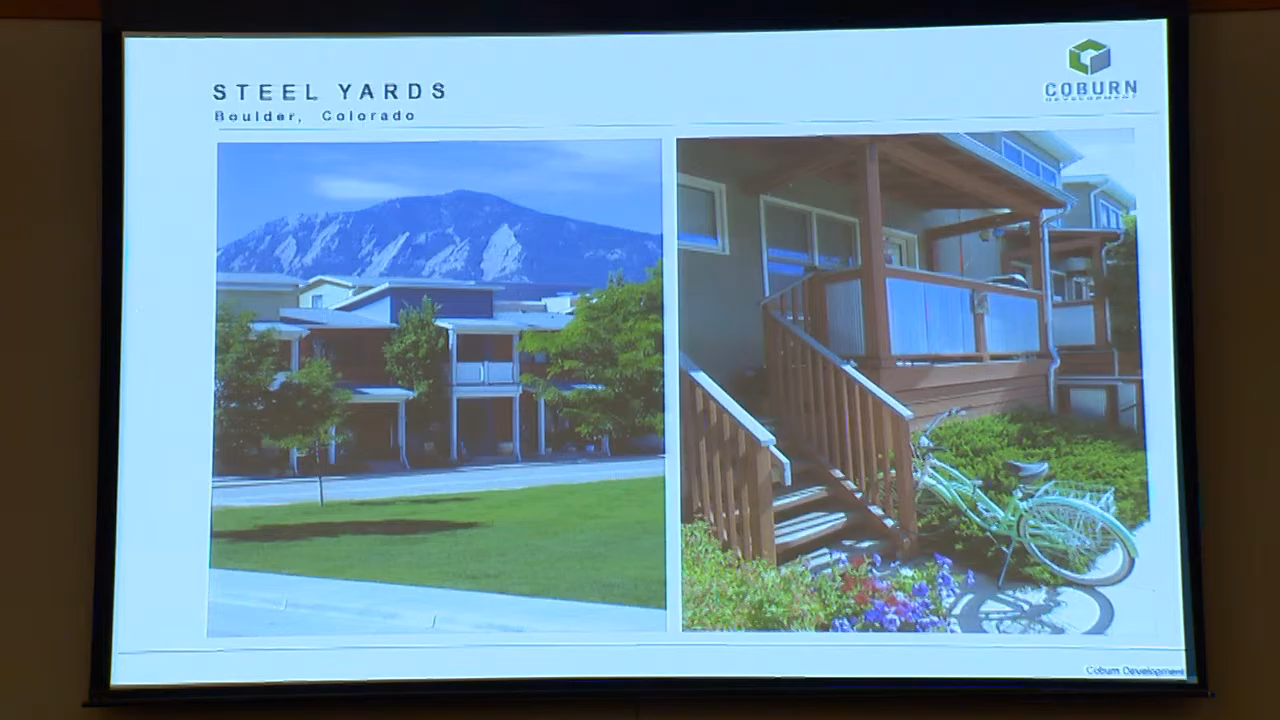 STEEL YARDS
Boulder, Colorado
COBURN
DEVELOPMENT
Coburn Development